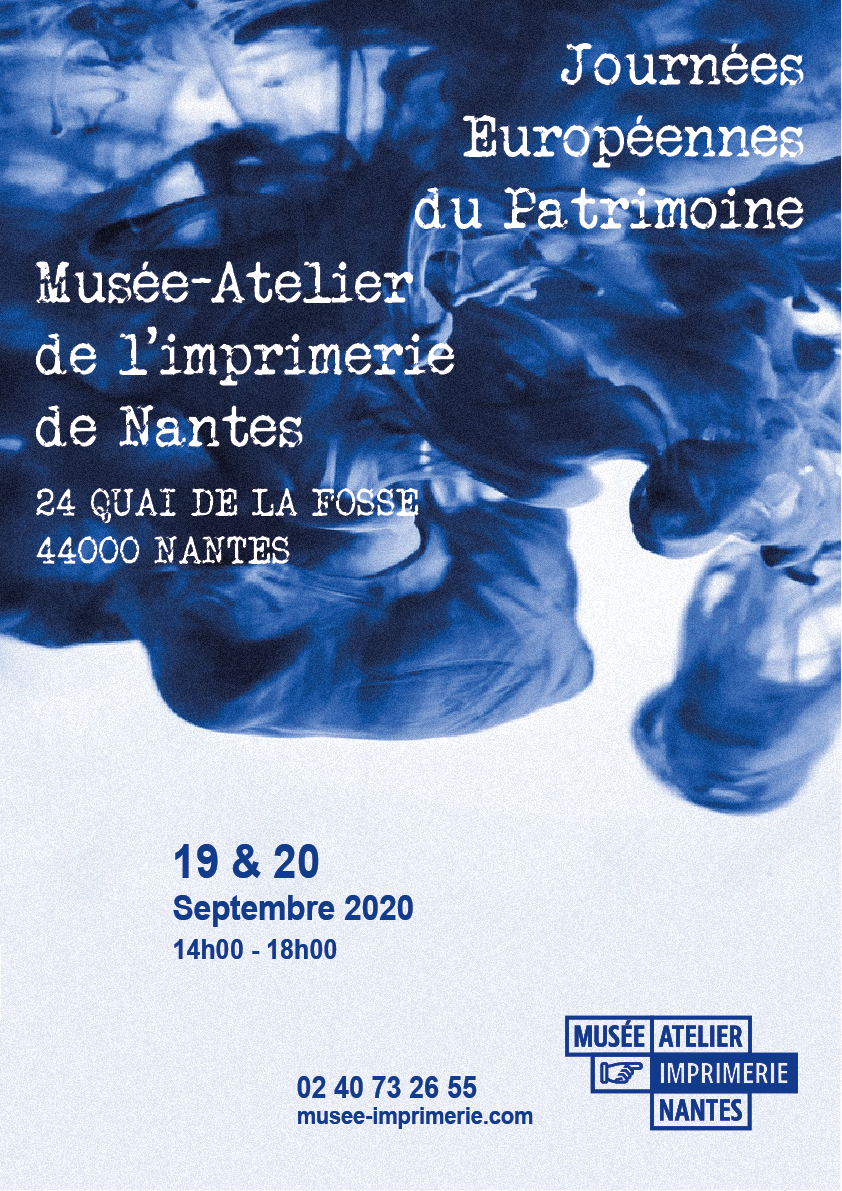 Journées
Européennes
du Patrimoine
Musée-Atelier
de l'imprimerie
de Nantes
24 QUAI DE LA FOSSE
44000 NANTES
19 & 20
Septembre 2020
14h00 - 18h00
02 40 73 26 55
musee-imprimerie.com
MUSÉE ATELIER
IMPRIMERIE
NANTES